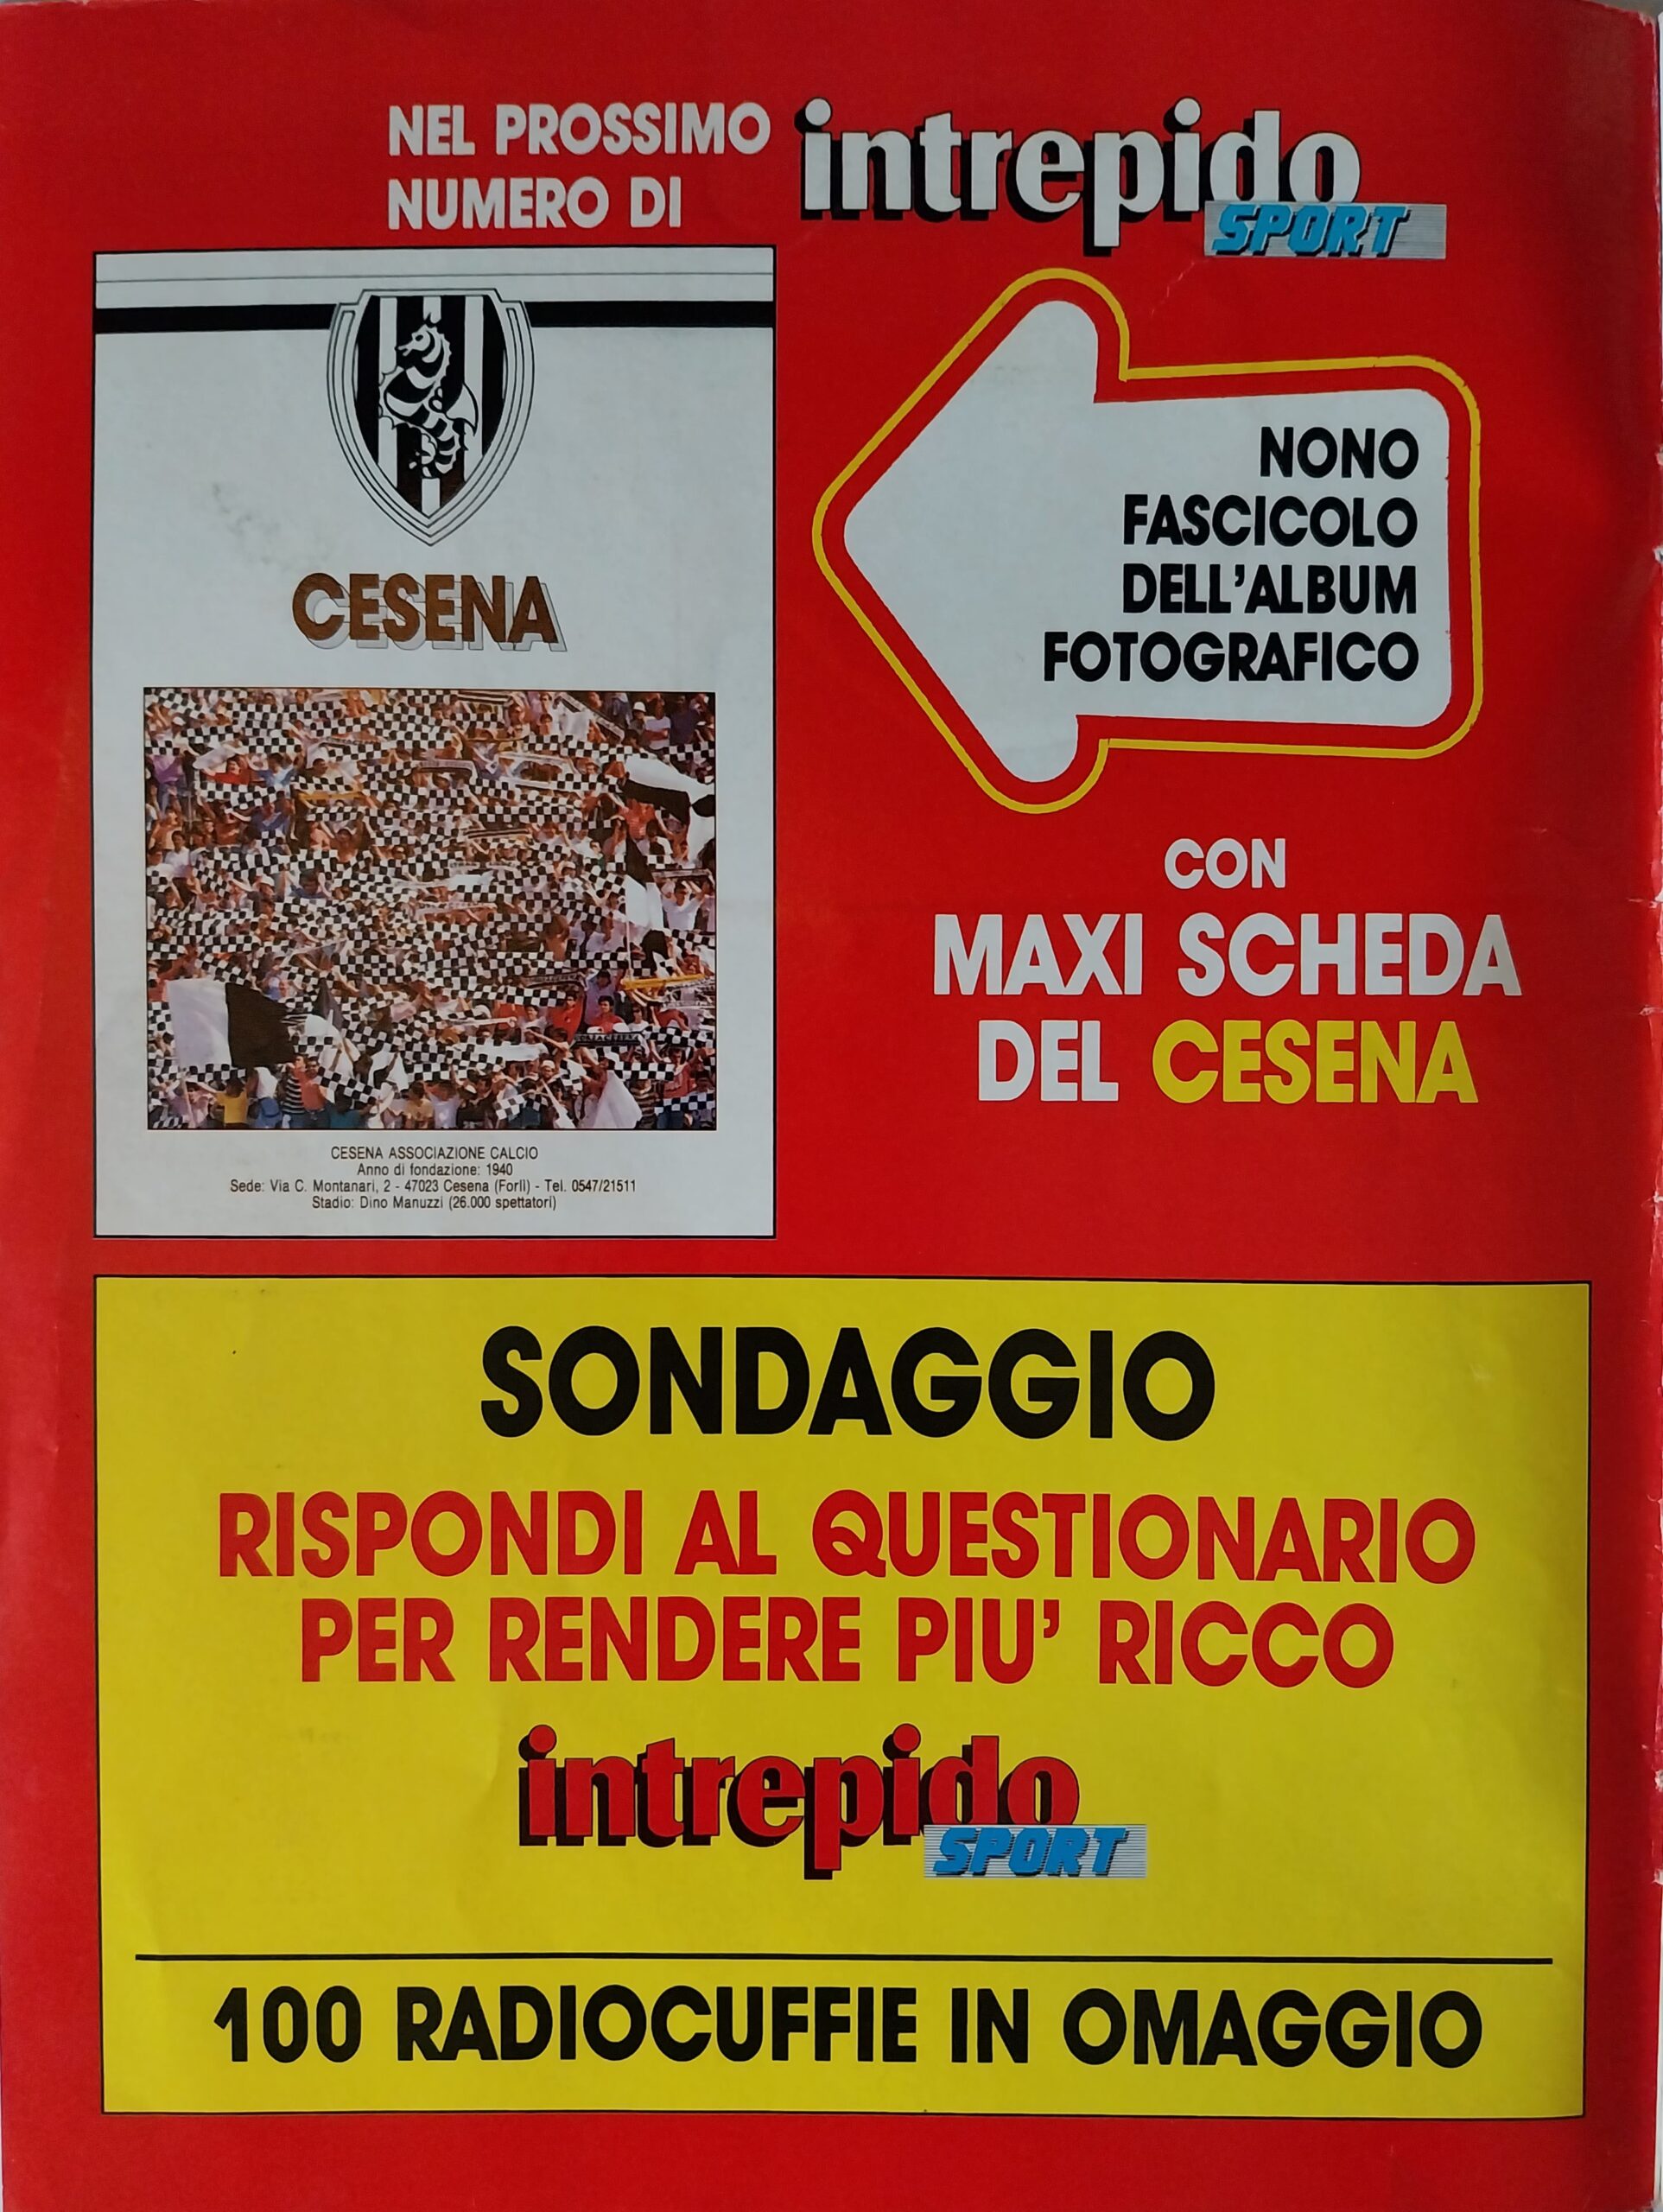 NEL PROSSIMO
NUMERO DI
intrepido
SPORT
CESENA
CESENA ASSOCIAZIONE CALCIO
Anno di fondazione: 1940
Sede: Via C. Montanari, 2 - 47023 Cesena (Forlì) - Tel. 0547/21511
Stadio: Dino Manuzzi (26.000 spettatori)
NONO
FASCICOLO
DELL'ALBUM
FOTOGRAFICO
CON
MAXI SCHEDA
DEL CESENA
SONDAGGIO
RISPONDI AL QUESTIONARIO
PER RENDERE PIU' RICCO
intrepido
SPORT
100 RADIOCUFFIE IN OMAGGIO